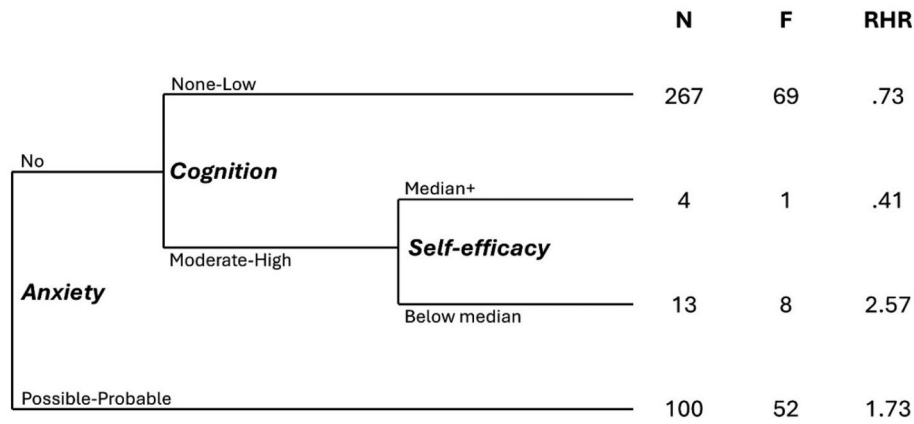 N F RHR
None-Low
267 69 .73
No
Cognition
Median+
4 1 .41
Self-efficacy
Moderate-High
Anxiety
13 8 2.57
Below median
Possible-Probable
100 52 1.73